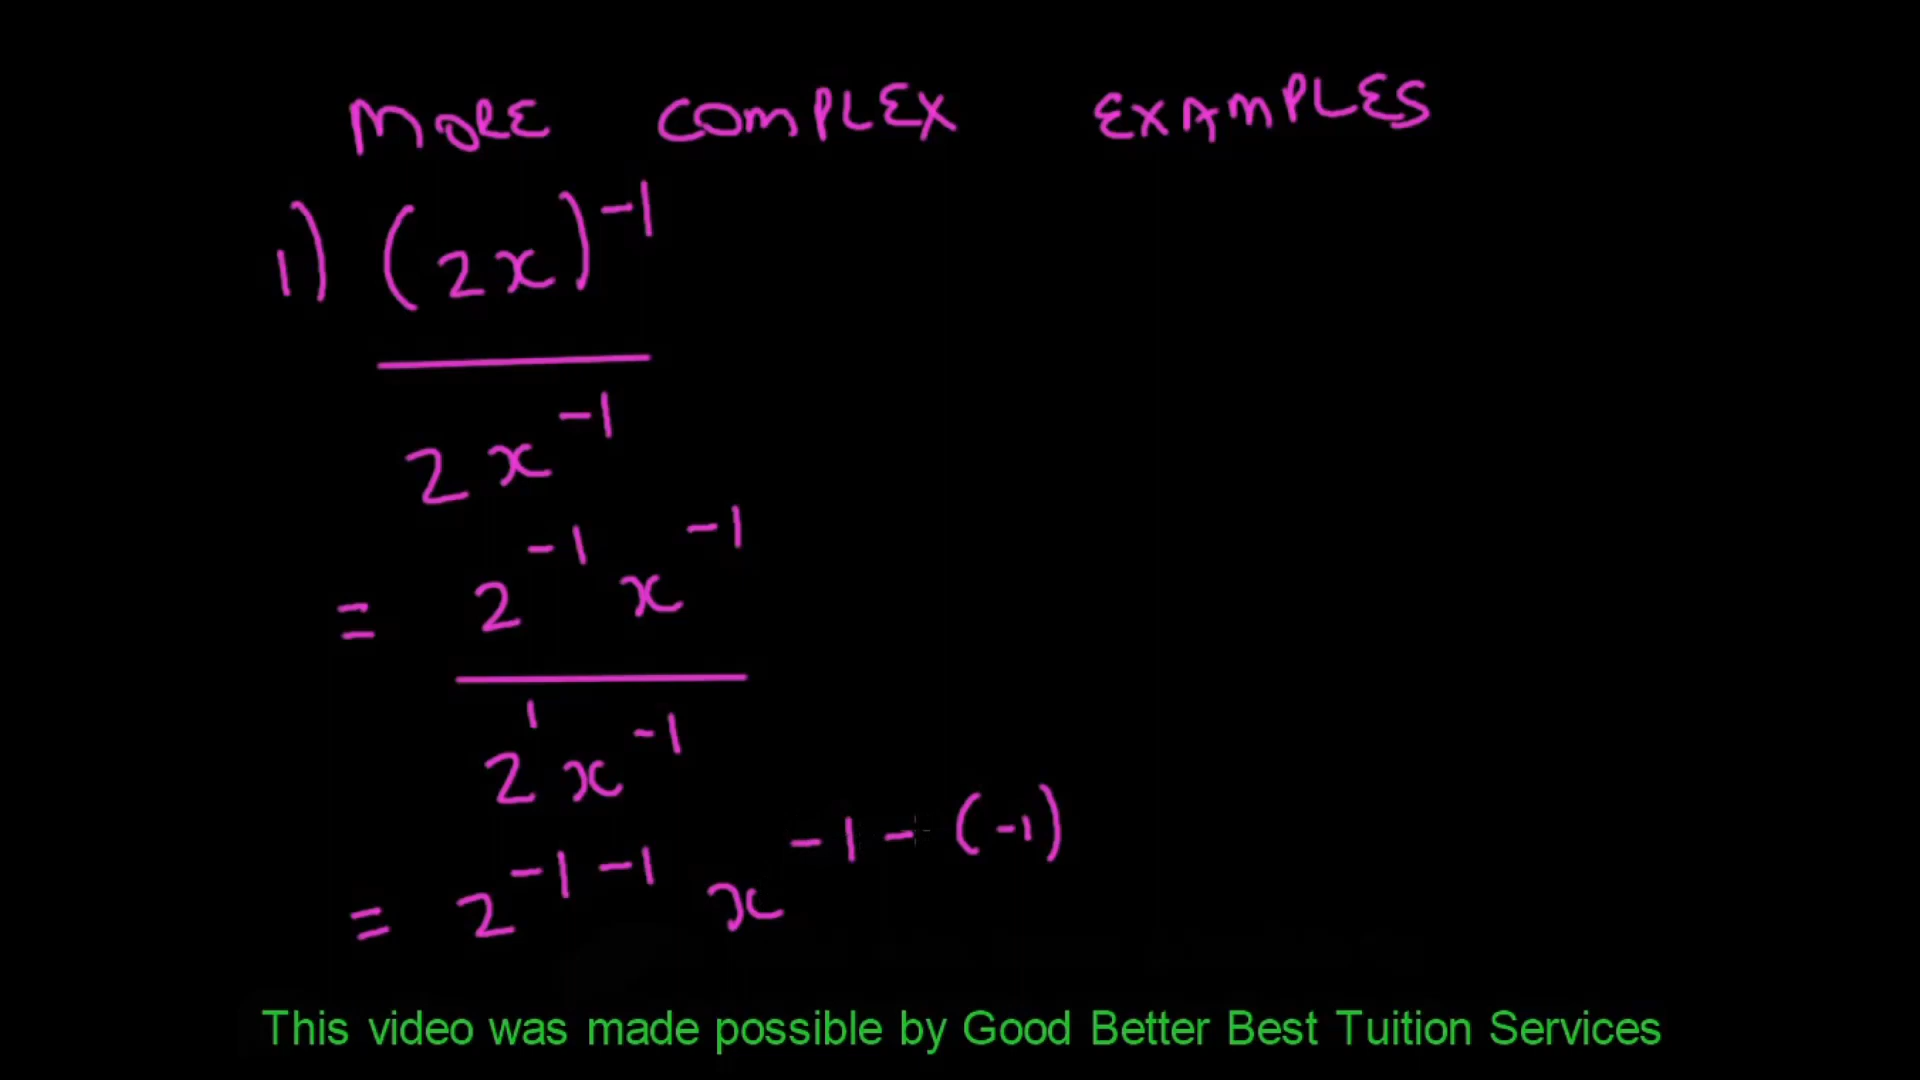 MORE COMPLEX EXAMPLES
1) (2x)^-1
2x^-1
= 2^-1 x^-1
2^1 x^-1
= 2^-1-1 x^-1-(-1)
This video was made possible by Good Better Best Tuition Services